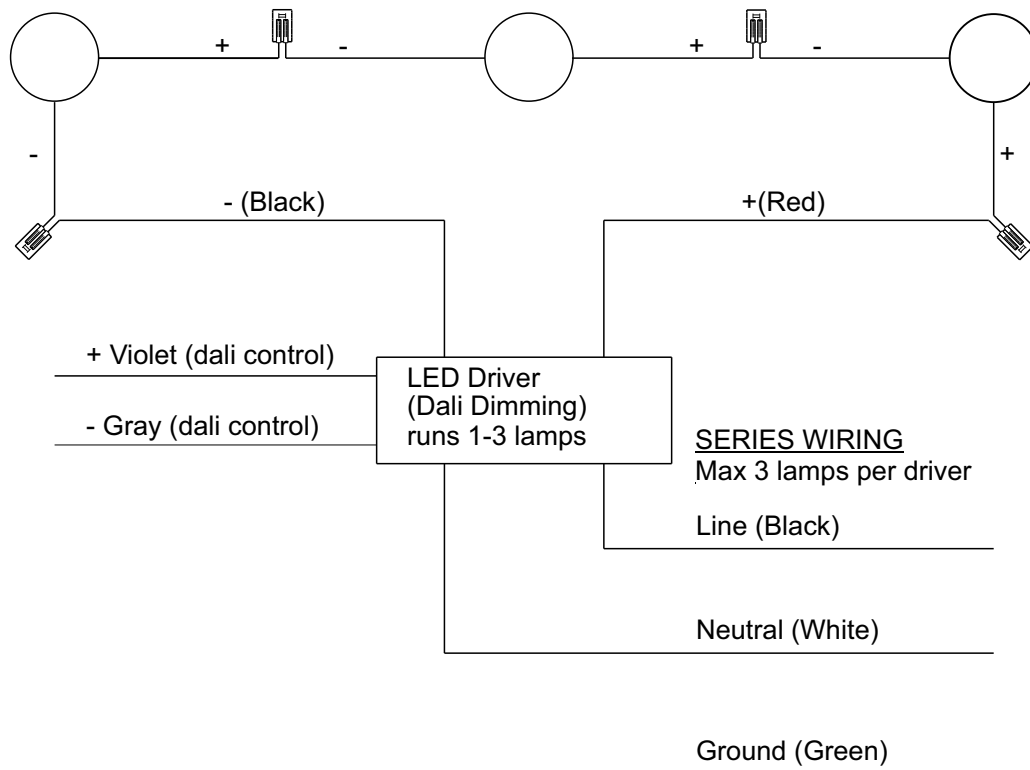 + - + -
- +
- (Black) +(Red)
+ Violet (dali control)
- Gray (dali control)
LED Driver
(Dali Dimming)
runs 1-3 lamps
SERIES WIRING
Max 3 lamps per driver
Line (Black)
Neutral (White)
Ground (Green)